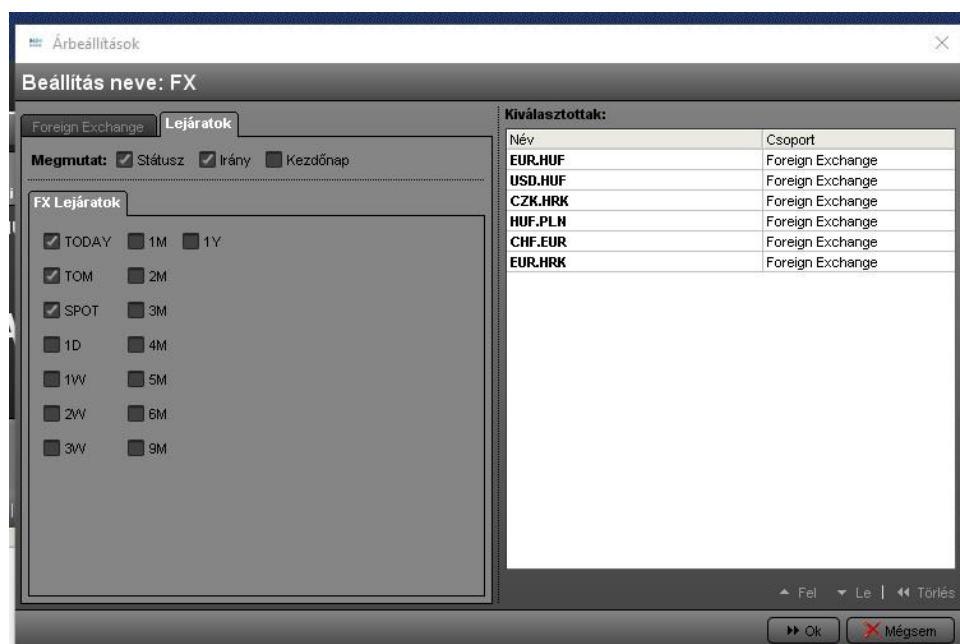 Árbeállítások
Beállítás neve: FX
Foreign Exchange Lejáratok
Megmutat: Státusz Irány Kezdőnap
FX Lejáratok
TODAY 1M 1Y
TOM 2M
SPOT 3M
1D 4M
1W 5M
2W 6M
3W 9M
Kiválasztottak:
Név Csoport
EUR.HUF Foreign Exchange
USD.HUF Foreign Exchange
CZK.HRK Foreign Exchange
HUF.PLN Foreign Exchange
CHF.EUR Foreign Exchange
EUR.HRK Foreign Exchange
Fel Le | Törlés
Ok Mégsem